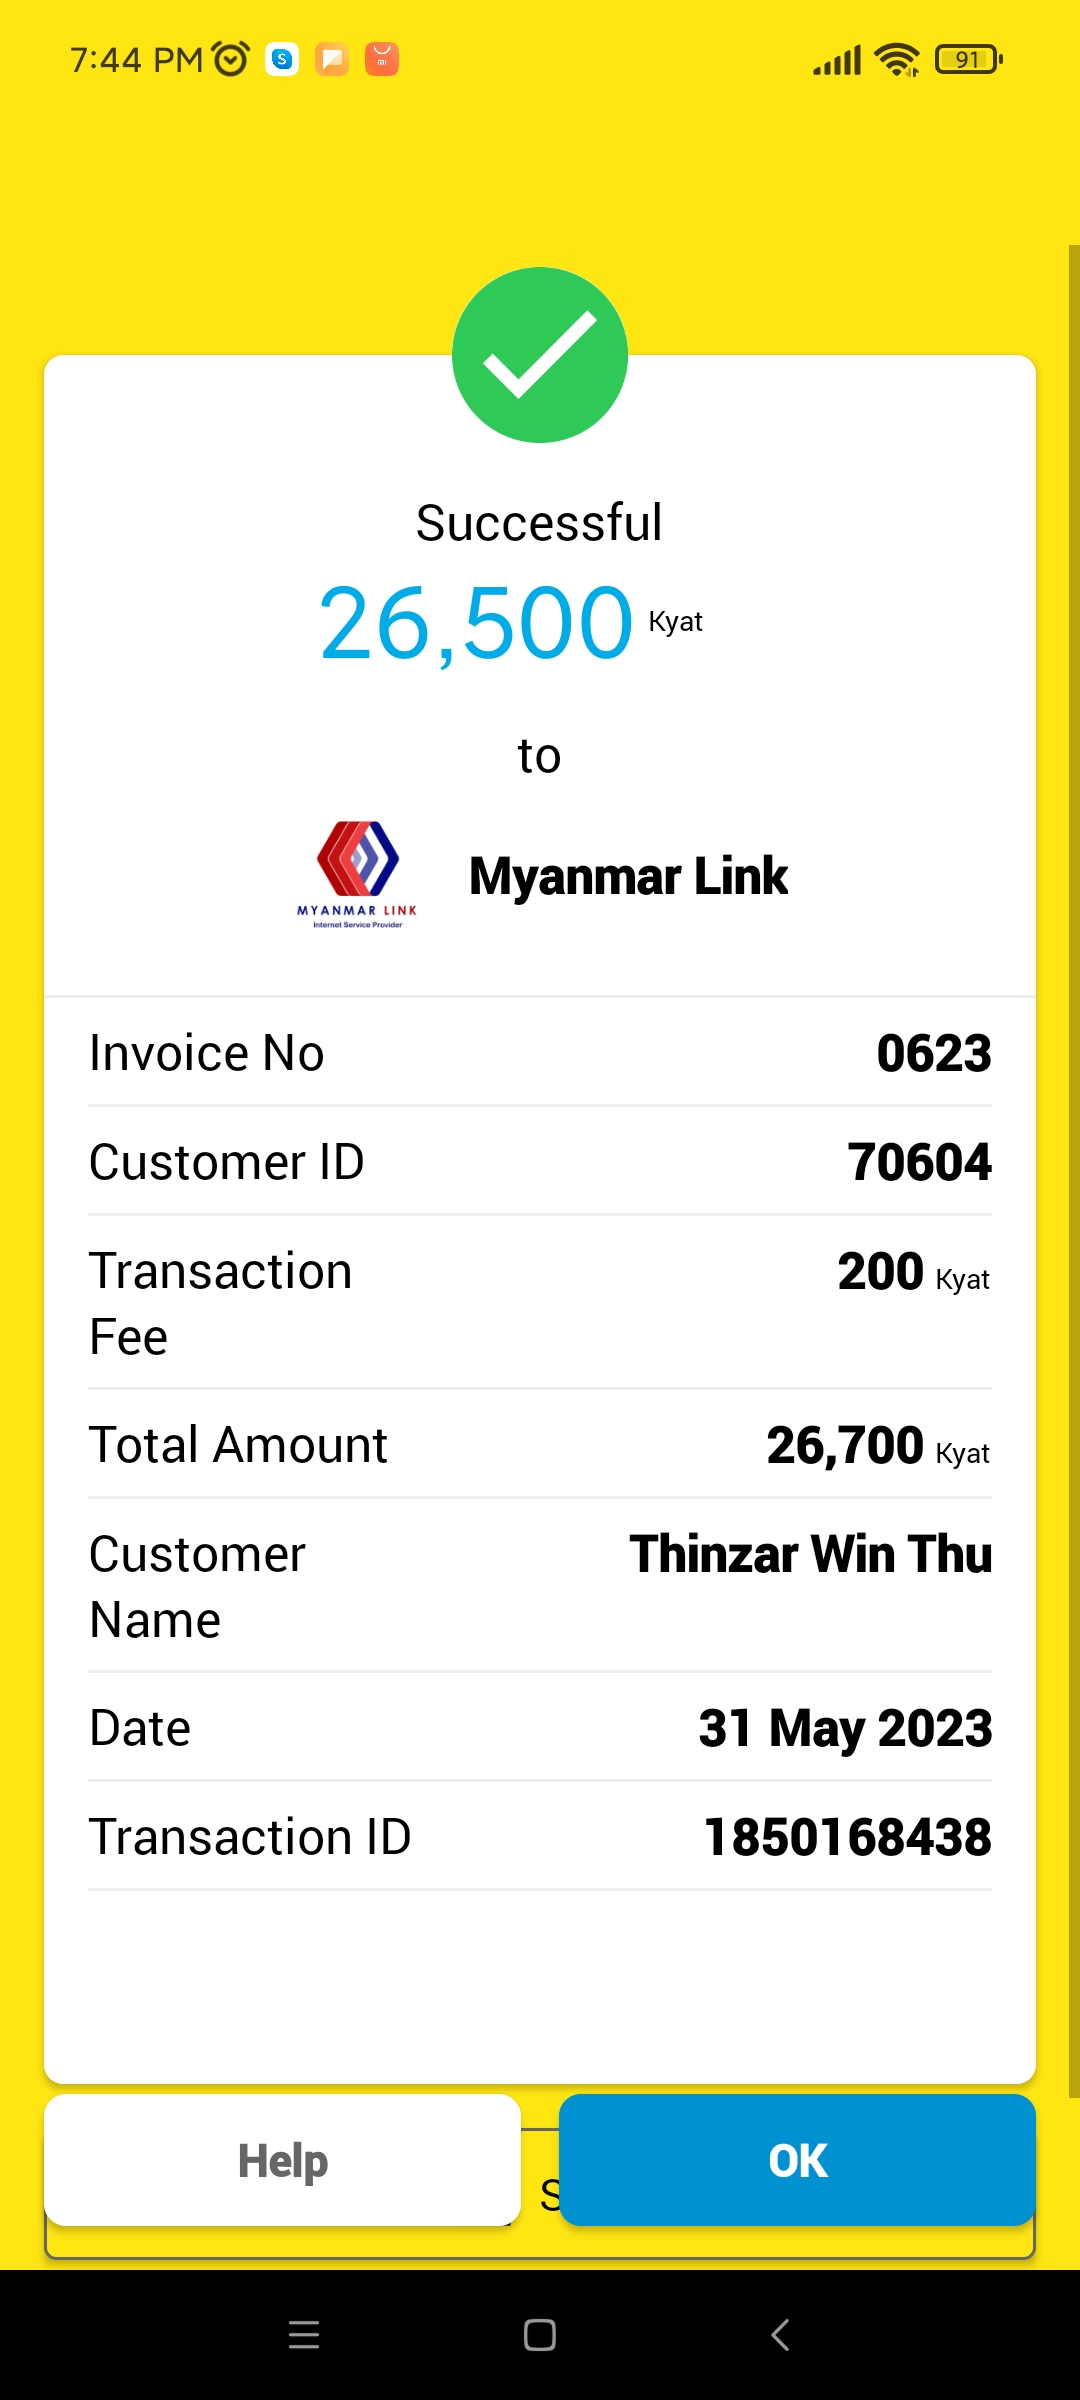 7:44 PM
91
Successful
26,500 Kyat
to
MYANMAR LINK
Internet Service Provider
Myanmar Link
Invoice No 0623
Customer ID 70604
Transaction 200 Kyat
Fee
Total Amount 26,700 Kyat
Customer Thinzar Win Thu
Name
Date 31 May 2023
Transaction ID 1850168438
Help
OK